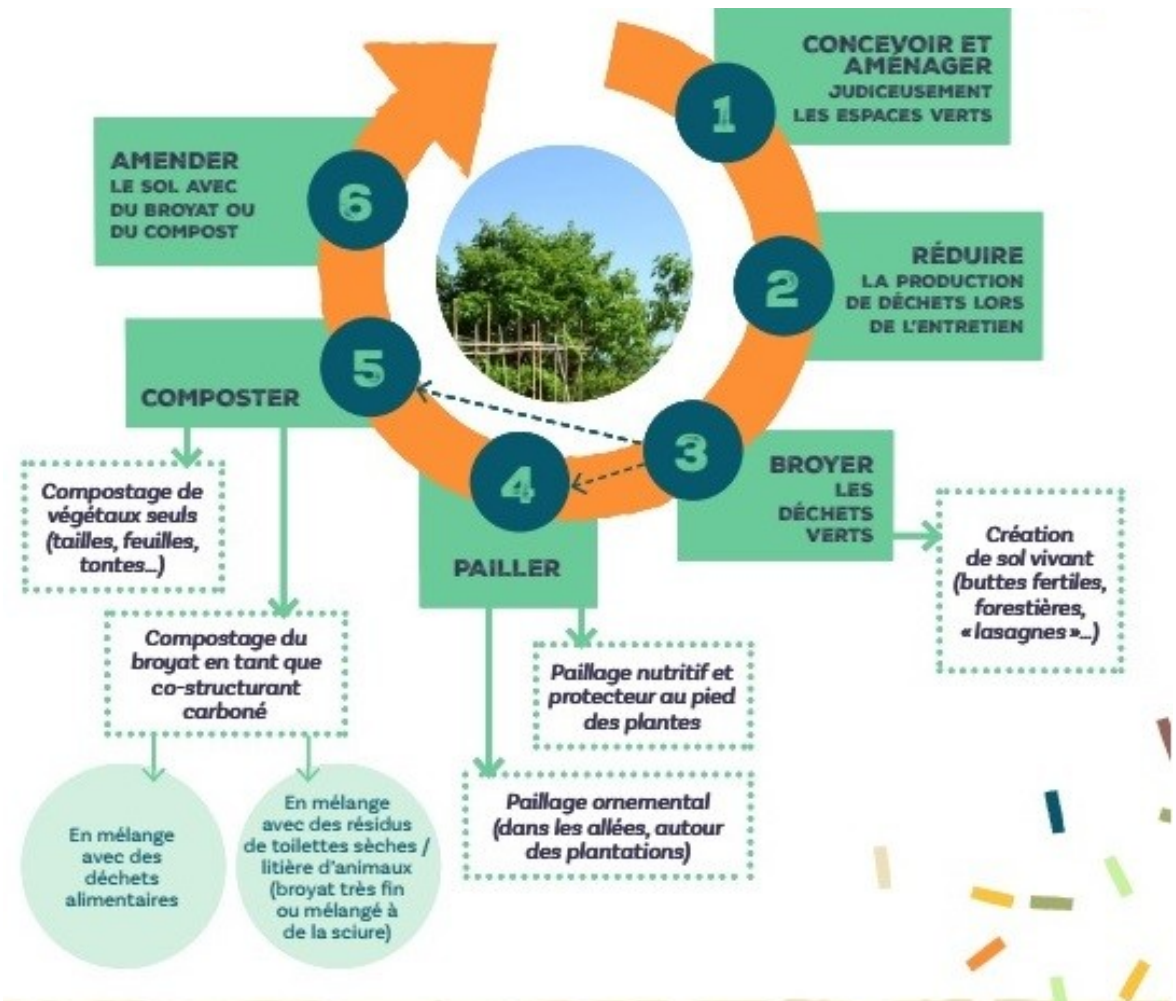 1
CONCEVOIR ET
AMÉNAGER
JUDICEUSEMENT
LES ESPACES VERTS
2
RÉDUIRE
LA PRODUCTION
DE DÉCHETS LORS
DE L'ENTRETIEN
3
BROYER
LES
DÉCHETS
VERTS
Création
de sol vivant
(buttes fertiles,
forestières,
« lasagnes »...)
4
PAILLER
Paillage nutritif et
protecteur au pied
des plantes
Paillage ornemental
(dans les allées, autour
des plantations)
5
COMPOSTER
Compostage de
végétaux seuls
(tailles, feuilles,
tontes...)
Compostage du
broyat en tant que
co-structurant
carboné
En mélange
avec des
déchets
alimentaires
En mélange
avec des résidus
de toilettes sèches /
litière d'animaux
(broyat très fin
ou mélangé à
de la sciure)
6
AMENDER
LE SOL AVEC
DU BROYAT OU
DU COMPOST